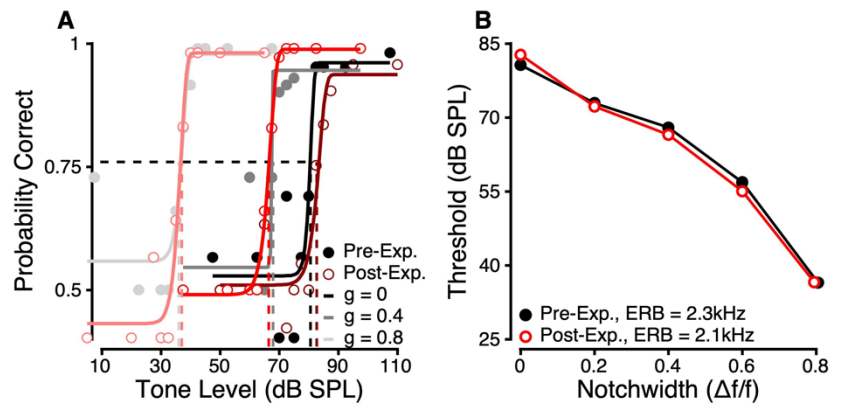 A
1
0.75
0.5
Probability Correct
10 30 50 70 90 110
Tone Level (dB SPL)
Pre-Exp.
Post-Exp.
g = 0
g = 0.4
g = 0.8
B
85
70
55
40
25
Threshold (dB SPL)
Pre-Exp., ERB = 2.3kHz
Post-Exp., ERB = 2.1kHz
0 0.2 0.4 0.6 0.8
Notchwidth (Δf/f)